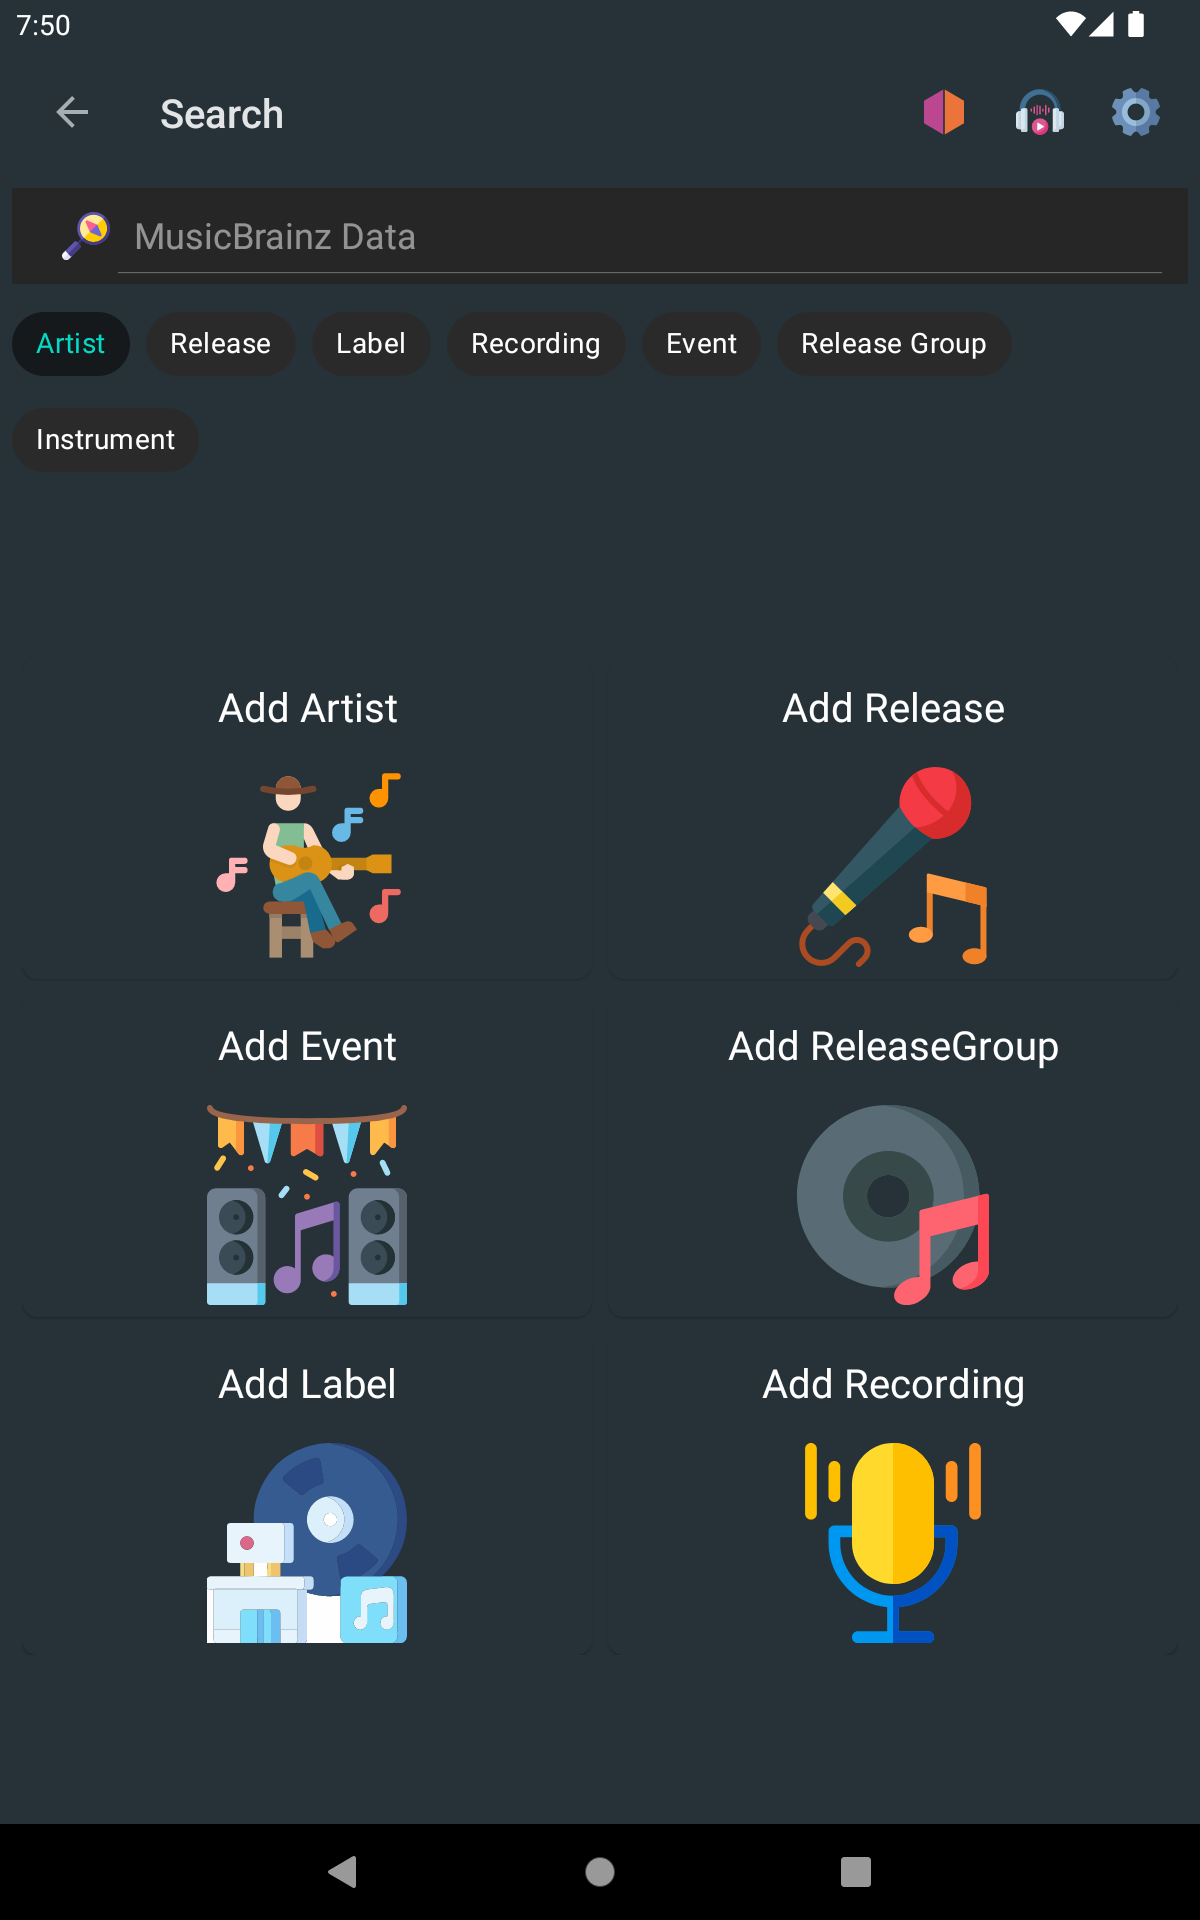 7:50
Search
MusicBrainz Data
Artist Release Label Recording Event Release Group
Instrument
Add Artist Add Release
Add Event Add ReleaseGroup
Add Label Add Recording